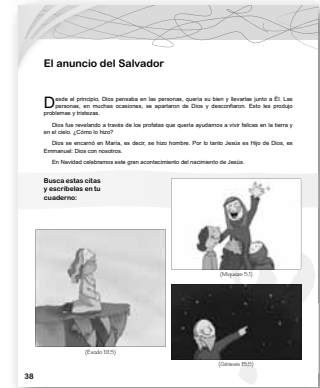 El anuncio del Salvador
Desde el principio, Dios pensaba en las personas, quería su bien y llevarlas junto a Él. Las
personas, en muchas ocasiones, se apartaron de Dios y desconfiaron. Esto les produjo
problemas y tristezas.
Dios fue revelando a través de los profetas que quería ayudarnos a vivir felices en la tierra y
en el cielo. ¿Cómo lo hizo?
Dios se encarnó en María, es decir, se hizo hombre. Por lo tanto Jesús es Hijo de Dios, es
Emmanuel: Dios con nosotros.
En Navidad celebramos este gran acontecimiento del nacimiento de Jesús.
Busca estas citas
y escríbelas en tu
cuaderno:
(Miqueas 5,1)
(Éxodo 19,5)
(Génesis 15,5)
38